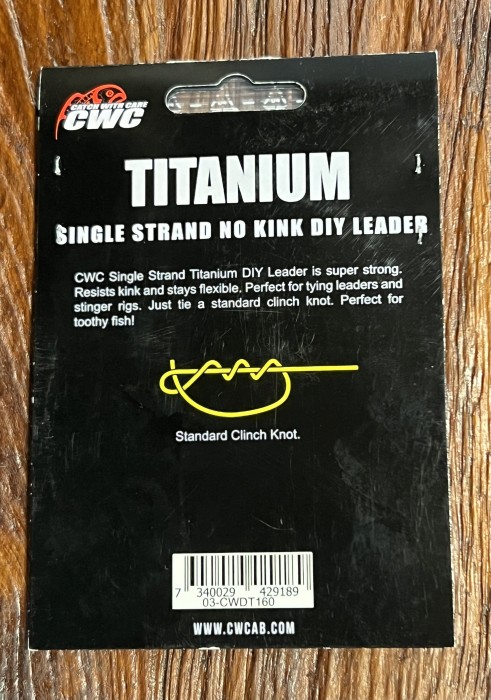 CATCH WITH CARE
CWC
TITANIUM
SINGLE STRAND NO KINK DIY LEADER
CWC Single Strand Titanium DIY Leader is super strong.
Resists kink and stays flexible. Perfect for tying leaders and
stinger rigs. Just tie a standard clinch knot. Perfect for
toothy fish!
Standard Clinch Knot.
7 340029 429189
03-CWDT160
WWW.CWCAB.COM